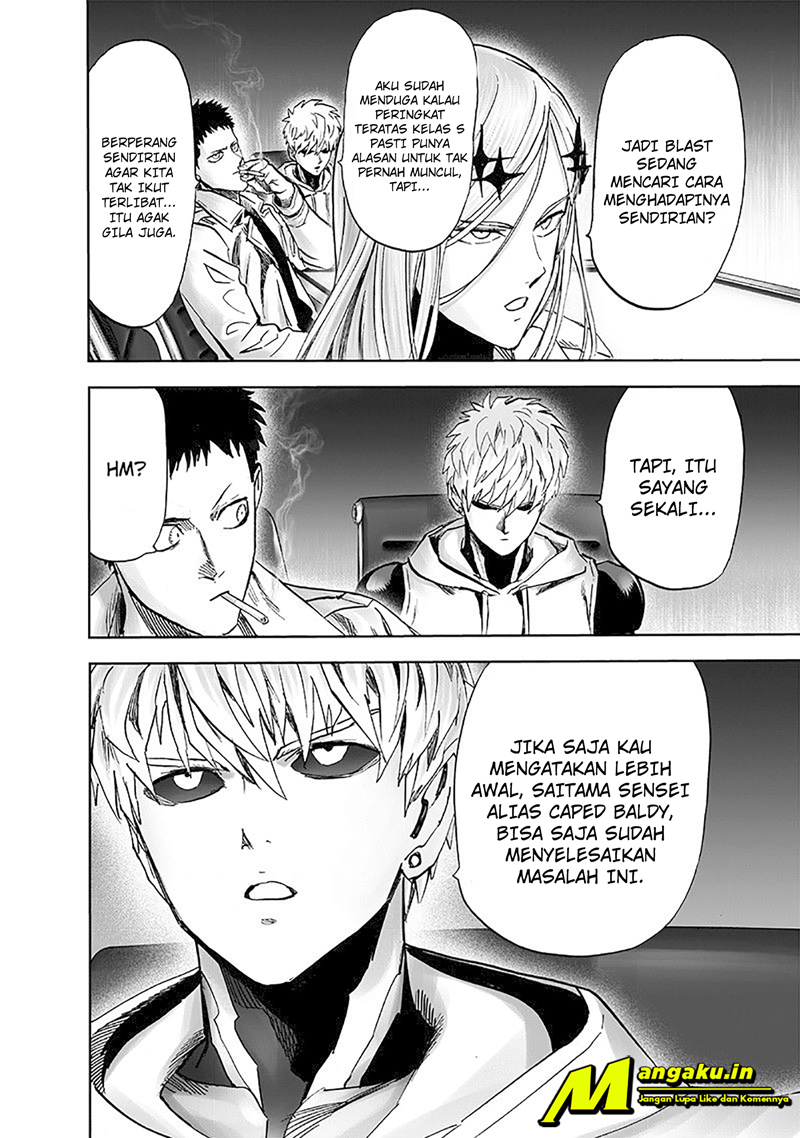 JADI BLAST
SEDANG
MENCARI CARA
MENGHADAPINYA
SENDIRIAN?
AKU SUDAH
MENDUGA KALAU
PERINGKAT
TERATAS KELAS S
PASTI PUNYA
ALASAN UNTUK TAK
PERNAH MUNCUL,
TAPI...
BERPERANG
SENDIRIAN
AGAR KITA
TAK IKUT
TERLIBAT...
ITU AGAK
GILA JUGA.
TAPI, ITU
SAYANG
SEKALI...
HM?
JIKA SAJA KAU
MENGATAKAN LEBIH
AWAL, SAITAMA SENSEI
ALIAS CAPED BALDY,
BISA SAJA SUDAH
MENYELESAIKAN
MASALAH INI.
Mangaku.in
Jangan Lupa Like dan Komennya